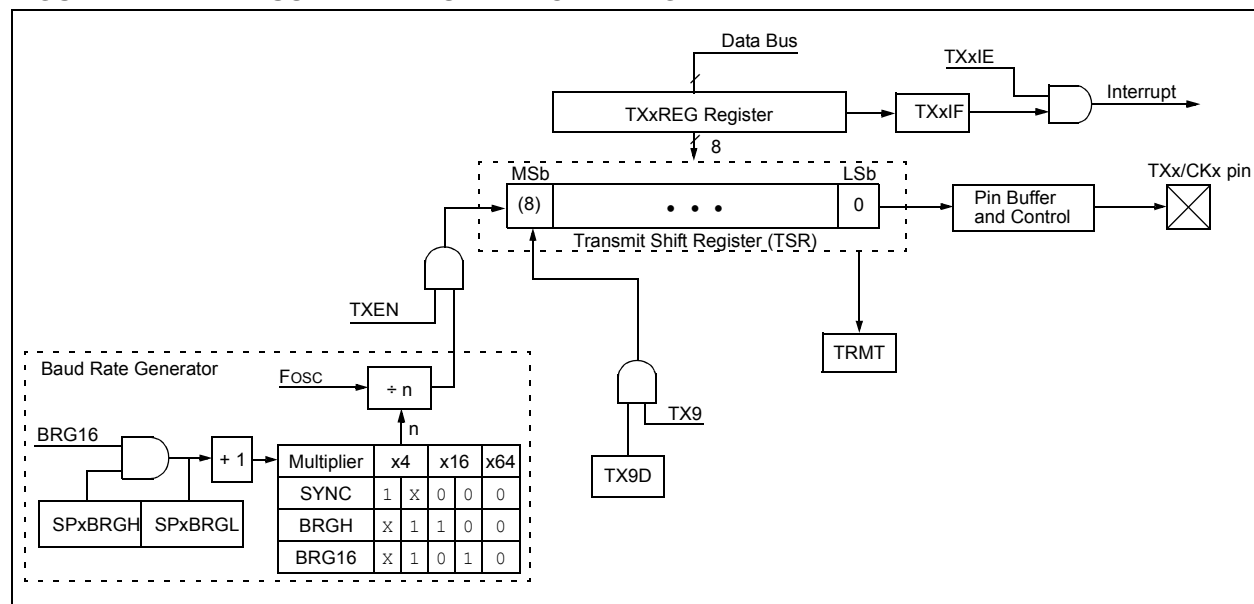 Data Bus
TXxIE
Interrupt
TXxREG Register
TXxIF
8
MSb
LSb
TXx/CKx pin
(8)
• • •
0
Pin Buffer
and Control
Transmit Shift Register (TSR)
TXEN
TRMT
Baud Rate Generator
FOSC
÷ n
TX9
BRG16
n
+ 1
Multiplier x4 x16 x64
TX9D
SYNC 1 X 0 0 0
SPxBRGH SPxBRGL
BRGH X 1 1 0 0
BRG16 X 1 0 1 0